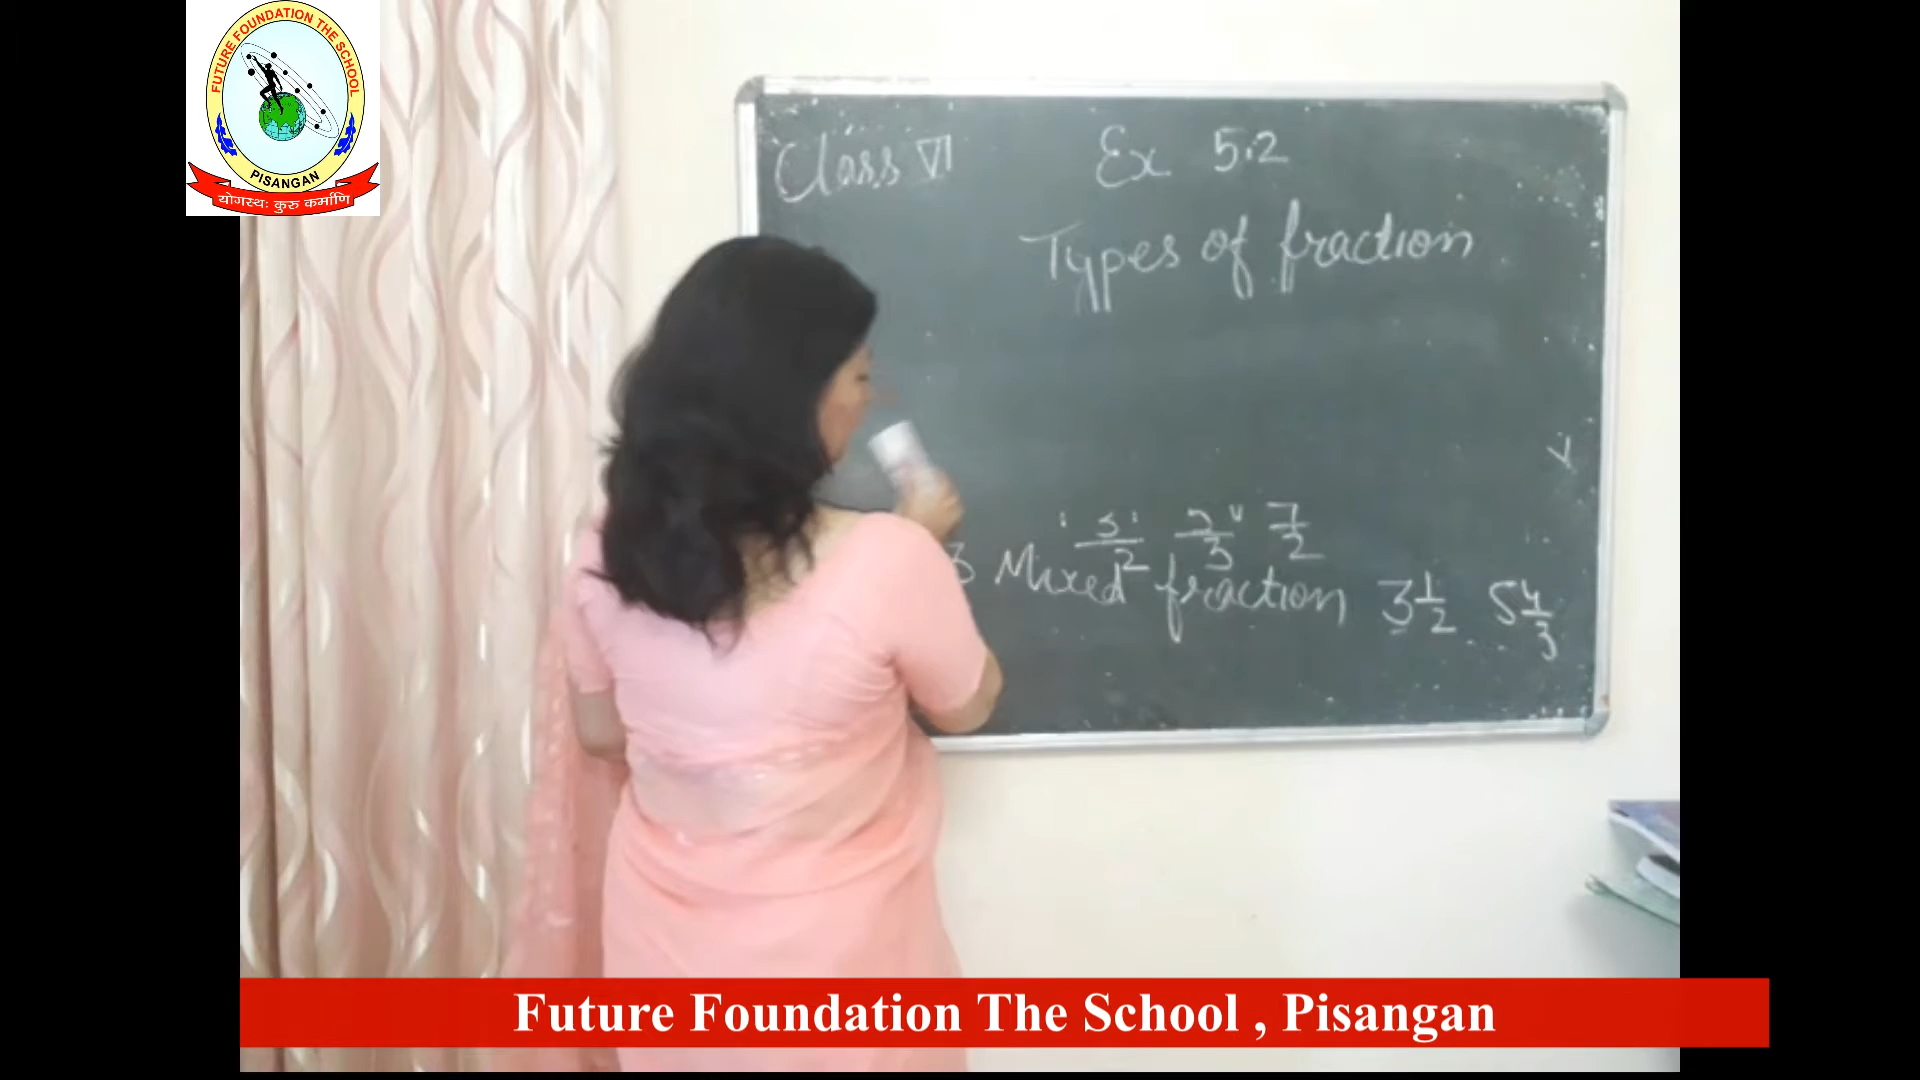 FUTURE FOUNDATION THE SCHOOL
PISANGAN
योगस्थः कुरु कर्माणि
Class VI Ex 5.2
Types of fraction
5/2 7/3 7/2
3 Mixed fraction 3 1/2 5 4/3
Future Foundation The School , Pisangan